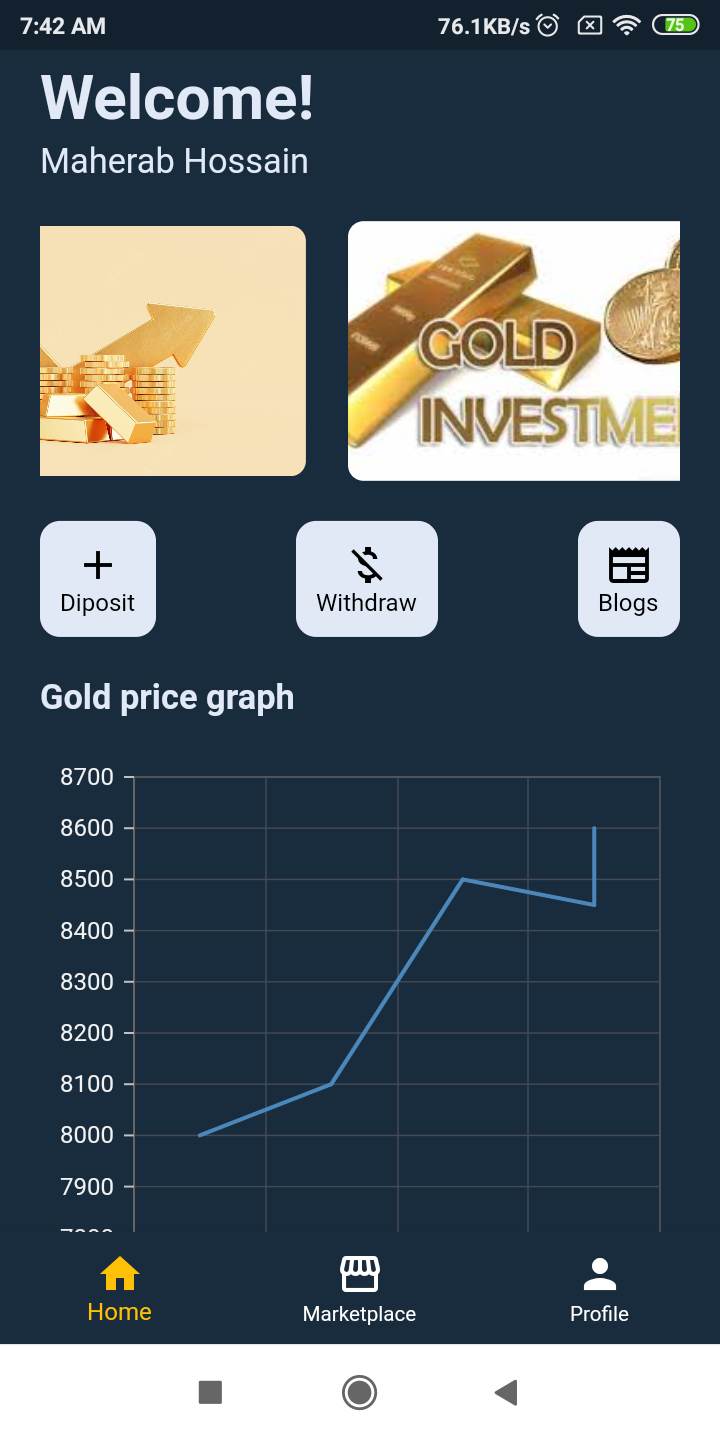 7:42 AM
76.1KB/s
75
Welcome!
Maherab Hossain
GOLD
INVESTME
Diposit
Withdraw
Blogs
Gold price graph
8700
8600
8500
8400
8300
8200
8100
8000
7900
Home
Marketplace
Profile